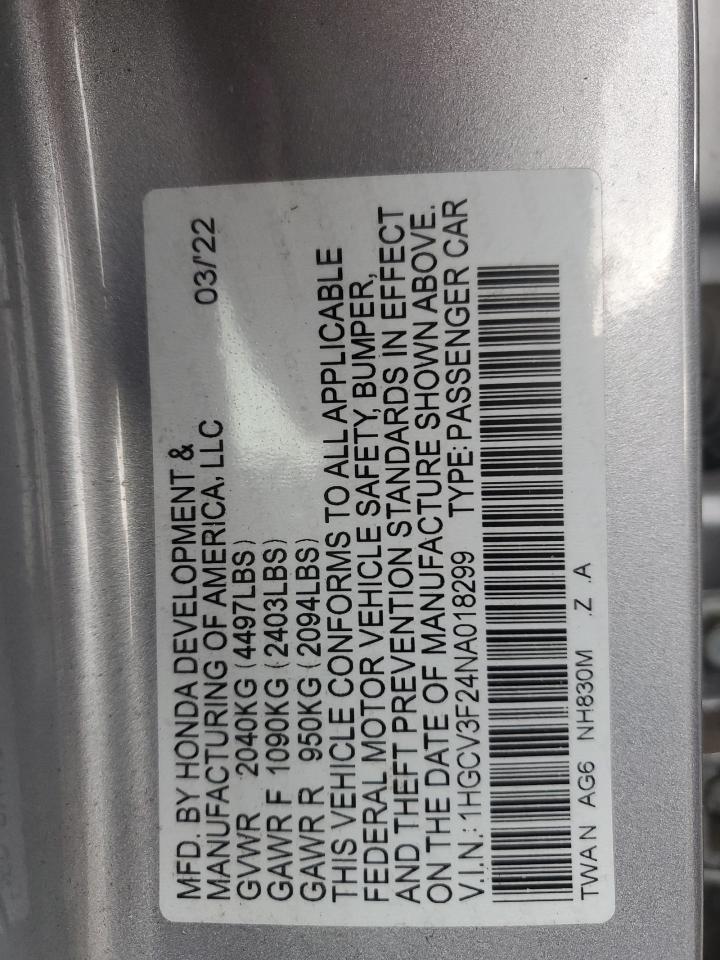 MFD. BY HONDA DEVELOPMENT &
MANUFACTURING OF AMERICA, LLC 03/'22
GVWR 2040KG (4497LBS)
GAWR F 1090KG (2403LBS)
GAWR R 950KG (2094LBS)
THIS VEHICLE CONFORMS TO ALL APPLICABLE
FEDERAL MOTOR VEHICLE SAFETY, BUMPER,
AND THEFT PREVENTION STANDARDS IN EFFECT
ON THE DATE OF MANUFACTURE SHOWN ABOVE.
V.I.N.: 1HGCV3F24NA018299 TYPE: PASSENGER CAR
TWAN AG6 NH830M .Z .A